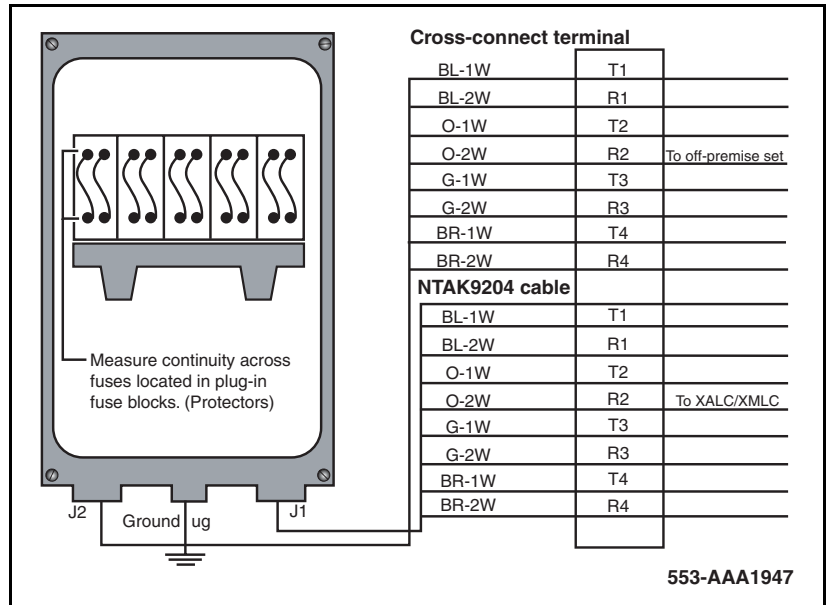 Cross-connect terminal
BL-1W T1
BL-2W R1
O-1W T2
O-2W R2 To off-premise set
G-1W T3
G-2W R3
BR-1W T4
BR-2W R4
NTAK9204 cable
BL-1W T1
BL-2W R1
O-1W T2
O-2W R2 To XALC/XMLC
G-1W T3
G-2W R3
BR-1W T4
BR-2W R4
Measure continuity across
fuses located in plug-in
fuse blocks. (Protectors)
J2 Ground ug J1
553-AAA1947